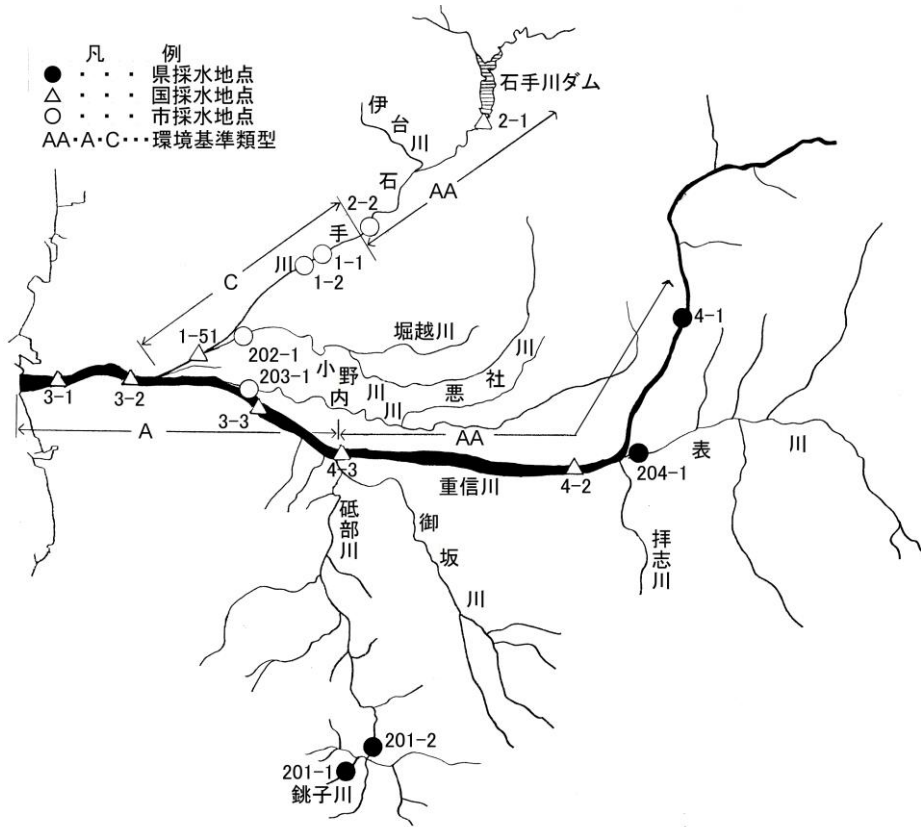 凡 例
● ・ ・ ・ 県採水地点
△ ・ ・ ・ 国採水地点
○ ・ ・ ・ 市採水地点
AA・A・C・・・環境基準類型
石手川ダム
2-1
伊台川
AA
石手川
2-2
1-1
1-2
C
1-51
202-1
堀越川
4-1
小野川
203-1
内川
悪社川
3-1
3-2
3-3
A
AA
4-3
重信川
4-2
204-1
表川
砥部川
御坂川
拝志川
201-2
201-1
銚子川